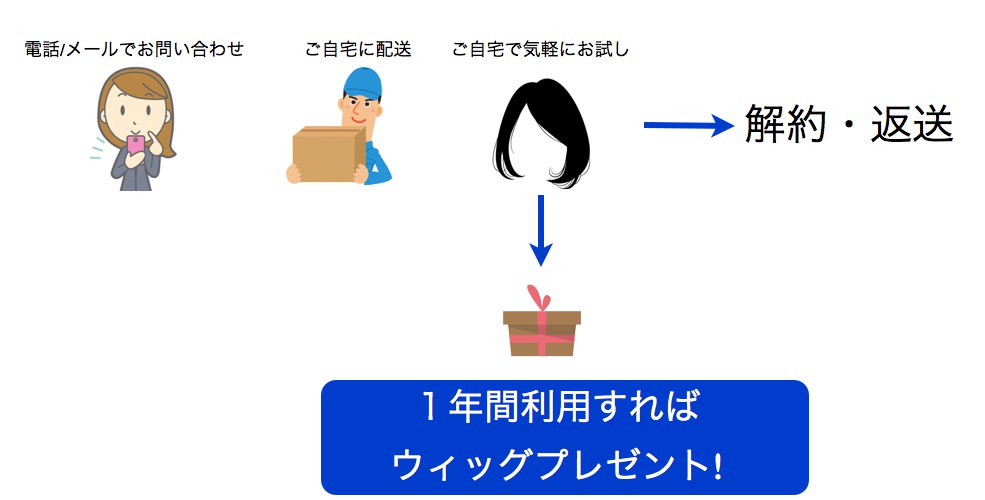 電話/メールでお問い合わせ
ご自宅に配送
ご自宅で気軽にお試し
解約・返送
１年間利用すれば
ウィッグプレゼント!